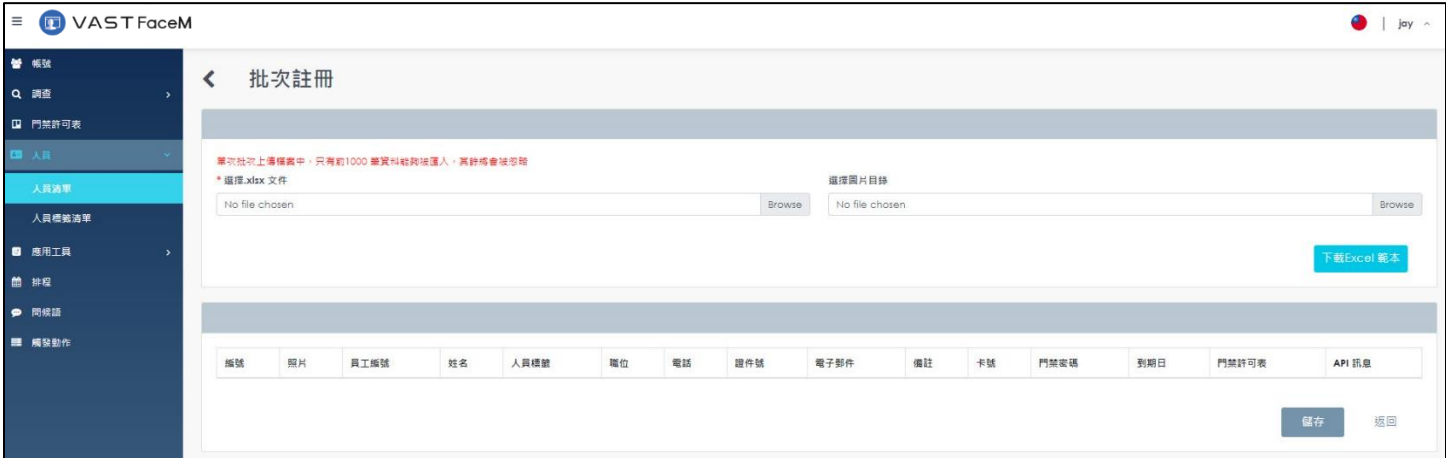 VAST FaceM
jay
帳號
調查
門禁許可表
人員
人員清單
人員標籤清單
應用工具
排程
問候語
觸發動作
批次註冊
單次批次上傳檔案中，只有前1000 筆資料能夠被匯入，其餘將會被忽略
* 選擇.xlsx 文件
選擇圖片目錄
No file chosen Browse
No file chosen Browse
下載Excel 範本
編號 照片 員工編號 姓名 人員標籤 職位 電話 證件號 電子郵件 備註 卡號 門禁密碼 到期日 門禁許可表 API 訊息
儲存 返回